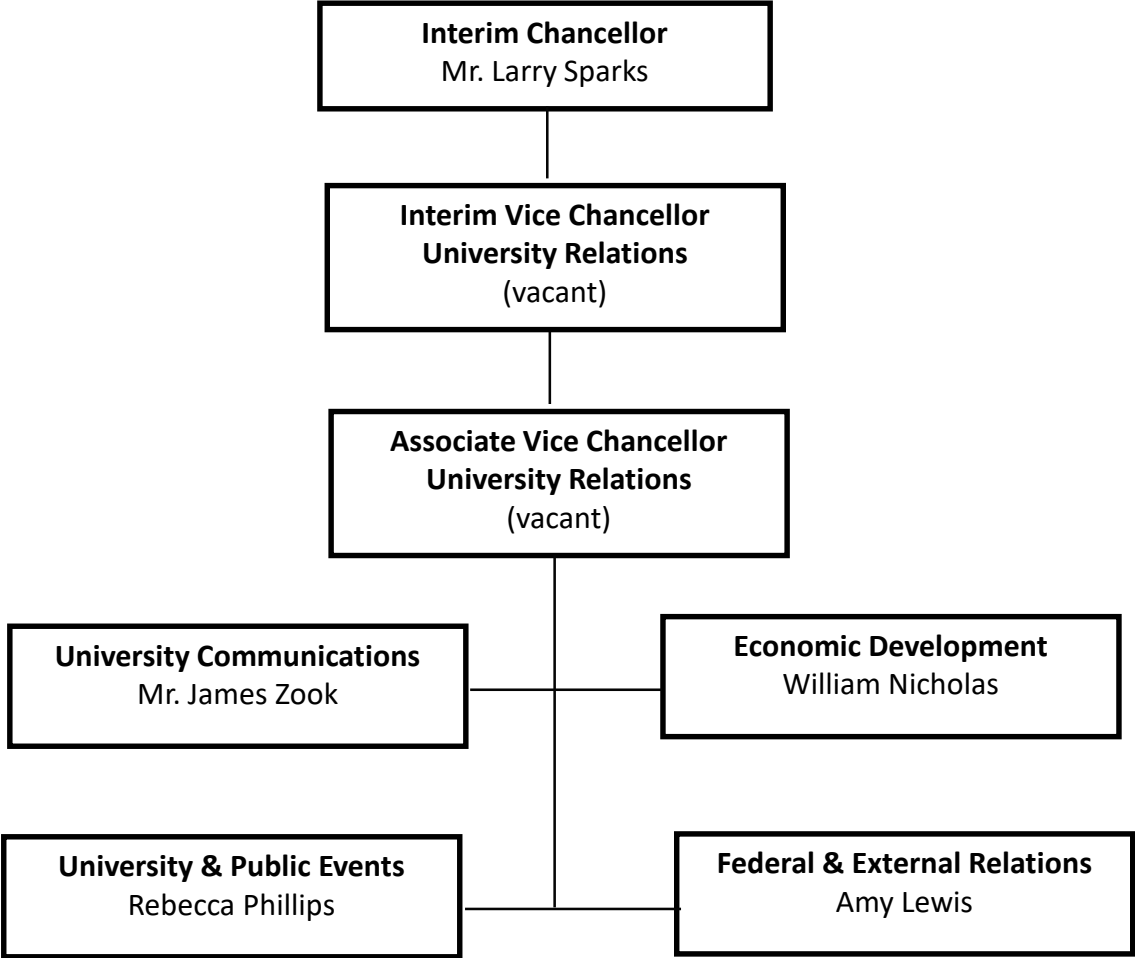 Interim Chancellor
Mr. Larry Sparks
Interim Vice Chancellor
University Relations
(vacant)
Associate Vice Chancellor
University Relations
(vacant)
University Communications
Mr. James Zook
Economic Development
William Nicholas
University & Public Events
Rebecca Phillips
Federal & External Relations
Amy Lewis